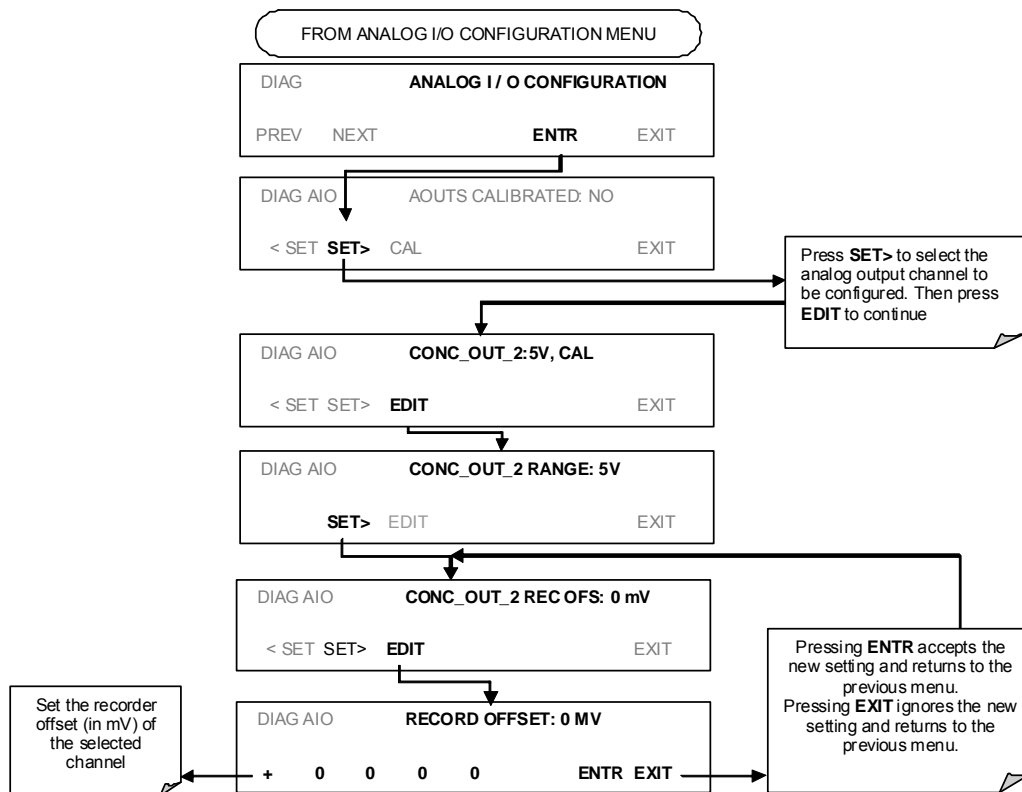 FROM ANALOG I/O CONFIGURATION MENU
DIAG ANALOG I / O CONFIGURATION
PREV NEXT ENTR EXIT
DIAG AIO AOUTS CALIBRATED: NO
< SET SET> CAL EXIT
Press SET> to select the
analog output channel to
be configured. Then press
EDIT to continue
DIAG AIO CONC_OUT_2:5V, CAL
< SET SET> EDIT EXIT
DIAG AIO CONC_OUT_2 RANGE: 5V
SET> EDIT EXIT
DIAG AIO CONC_OUT_2 REC OFS: 0 mV
< SET SET> EDIT EXIT
Pressing ENTR accepts the
new setting and returns to the
previous menu.
Pressing EXIT ignores the new
setting and returns to the
previous menu.
Set the recorder
offset (in mV) of
the selected
channel
DIAG AIO RECORD OFFSET: 0 MV
+ 0 0 0 0 ENTR EXIT